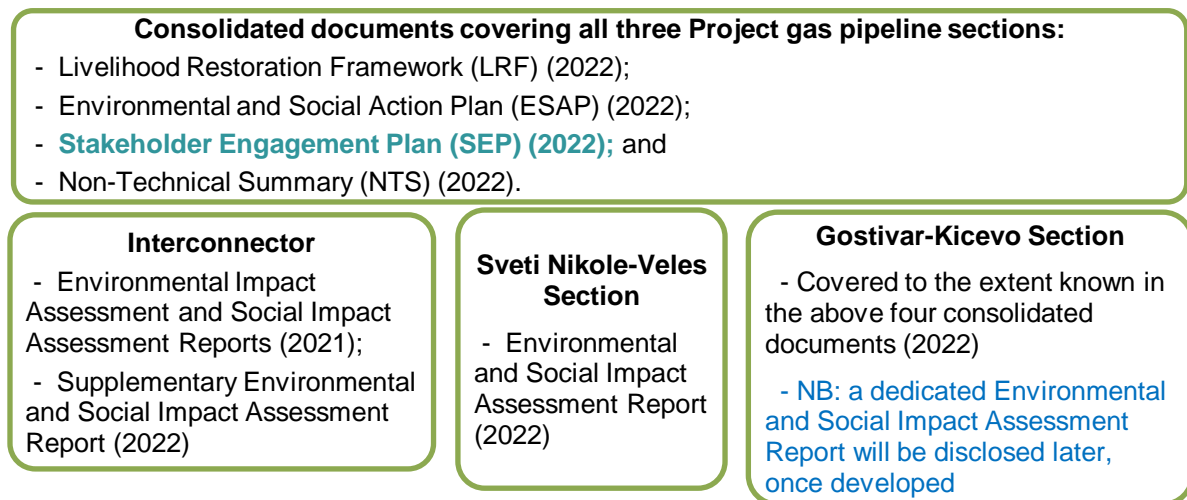 Consolidated documents covering all three Project gas pipeline sections:
- Livelihood Restoration Framework (LRF) (2022);
- Environmental and Social Action Plan (ESAP) (2022);
- Stakeholder Engagement Plan (SEP) (2022); and
- Non-Technical Summary (NTS) (2022).
Interconnector
- Environmental Impact
Assessment and Social Impact
Assessment Reports (2021);
- Supplementary Environmental
and Social Impact Assessment
Report (2022)
Sveti Nikole-Veles
Section
- Environmental
and Social Impact
Assessment Report
(2022)
Gostivar-Kicevo Section
- Covered to the extent known in
the above four consolidated
documents (2022)
- NB: a dedicated Environmental
and Social Impact Assessment
Report will be disclosed later,
once developed